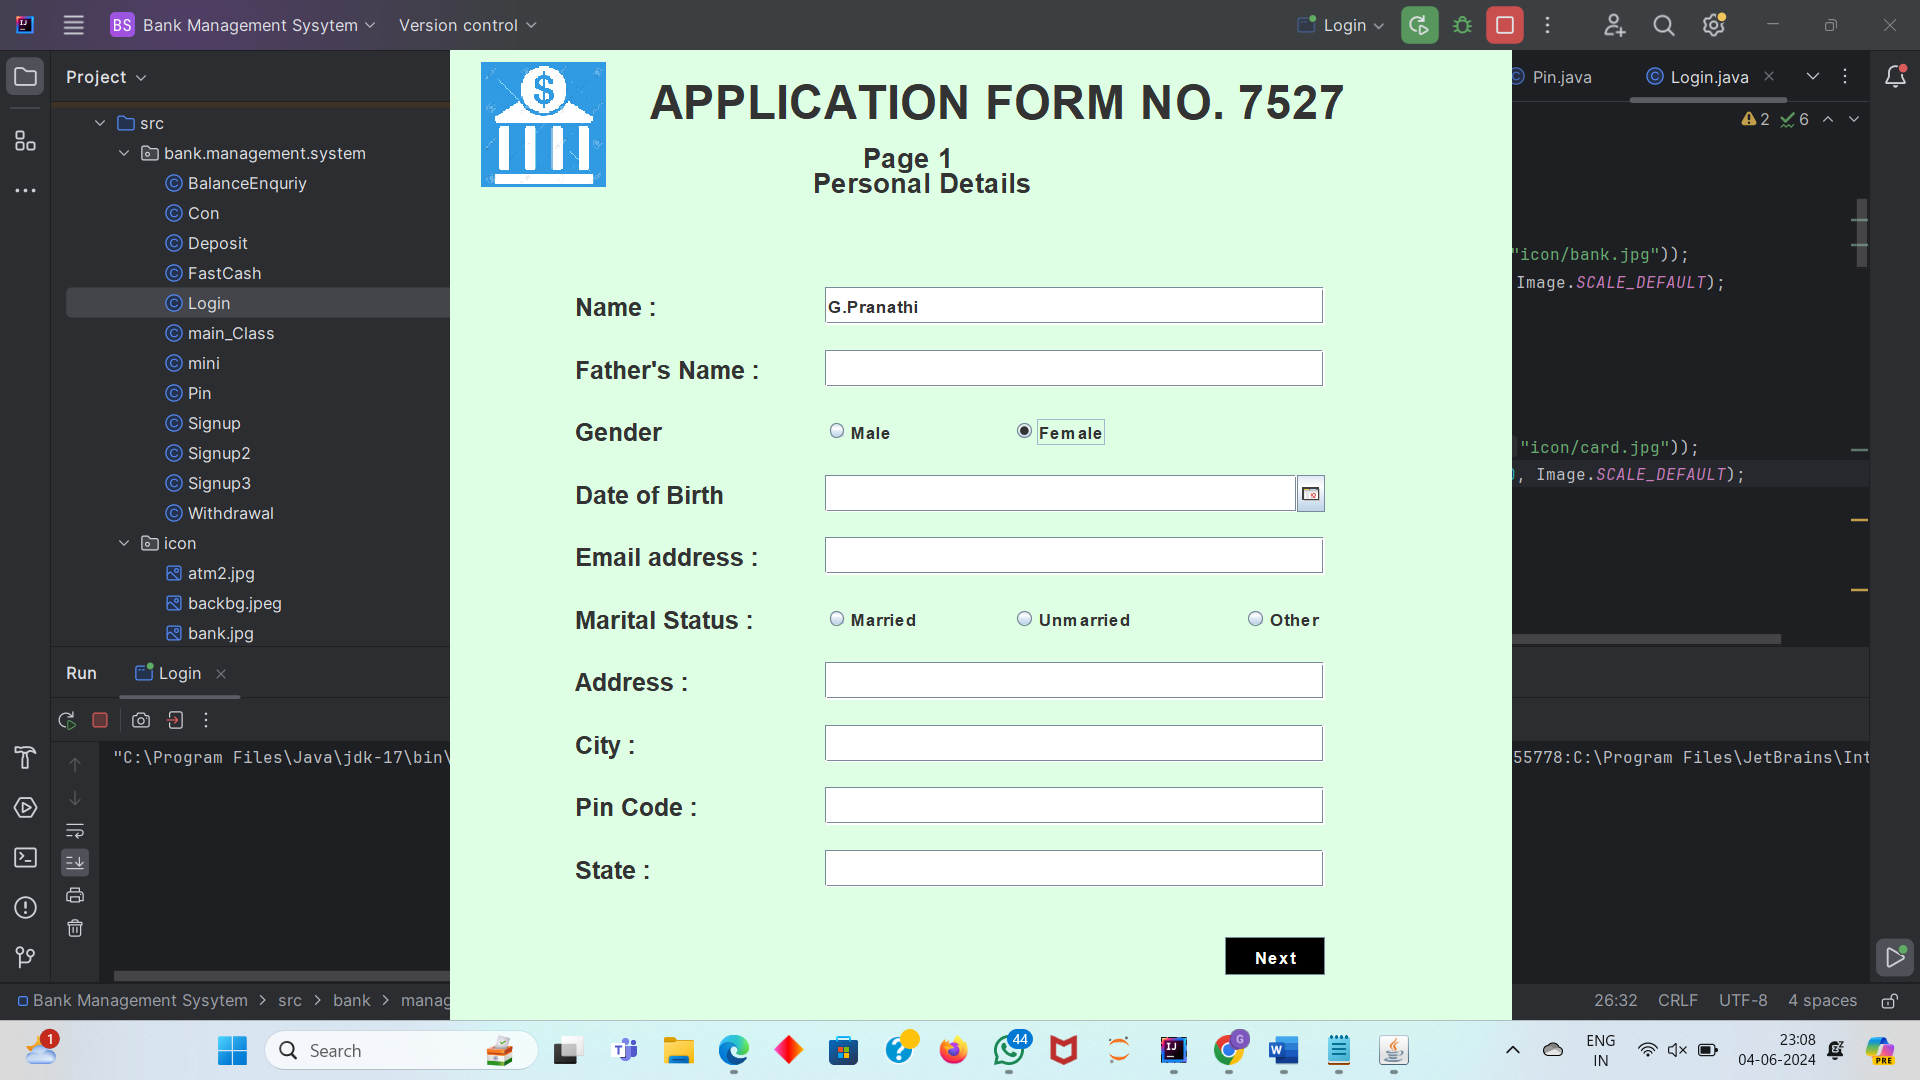 BS Bank Management Sysytem
Version control
Login
Project
Pin.java
Login.java
2 6
src
bank.management.system
BalanceEnquriy
Con
Deposit
FastCash
Login
main_Class
mini
Pin
Signup
Signup2
Signup3
Withdrawal
icon
atm2.jpg
backbg.jpeg
bank.jpg
$
APPLICATION FORM NO. 7527
Page 1
Personal Details
Name :
G.Pranathi
Father's Name :
Gender
Male
Female
Date of Birth
Email address :
Marital Status :
Married
Unmarried
Other
Address :
City :
Pin Code :
State :
Next
"icon/bank.jpg"));
Image.SCALE_DEFAULT);
"icon/card.jpg"));
, Image.SCALE_DEFAULT);
Run
Login
"C:\Program Files\Java\jdk-17\bin\
55778:C:\Program Files\JetBrains\Int
Bank Management Sysytem > src > bank > manag
26:32 CRLF UTF-8 4 spaces
1
Search
44
G
ENG
IN
23:08
04-06-2024
PRE